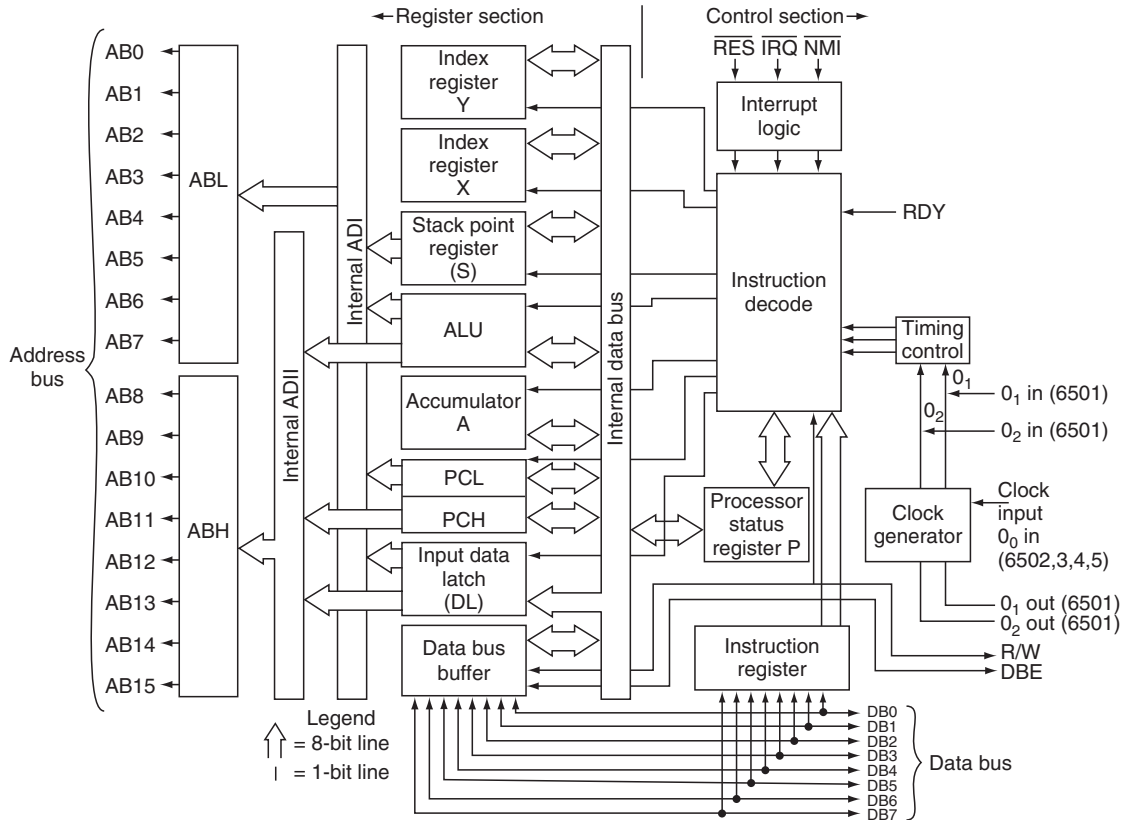 Register section
Control section
RES IRQ NMI
AB0
AB1
AB2
AB3
AB4
AB5
AB6
AB7
Address
bus
AB8
AB9
AB10
AB11
AB12
AB13
AB14
AB15
ABL
ABH
Internal ADII
Internal ADI
Index
register
Y
Index
register
X
Stack point
register
(S)
ALU
Accumulator
A
PCL
PCH
Input data
latch
(DL)
Data bus
buffer
Internal data bus
Interrupt
logic
Instruction
decode
RDY
Timing
control
0₁
0₂
0₁ in (6501)
0₂ in (6501)
Processor
status
register P
Clock
generator
Clock
input
0₀ in
(6502,3,4,5)
0₁ out (6501)
0₂ out (6501)
R/W
DBE
Instruction
register
DB0
DB1
DB2
DB3
DB4
DB5
DB6
DB7
Data bus
Legend
= 8-bit line
= 1-bit line